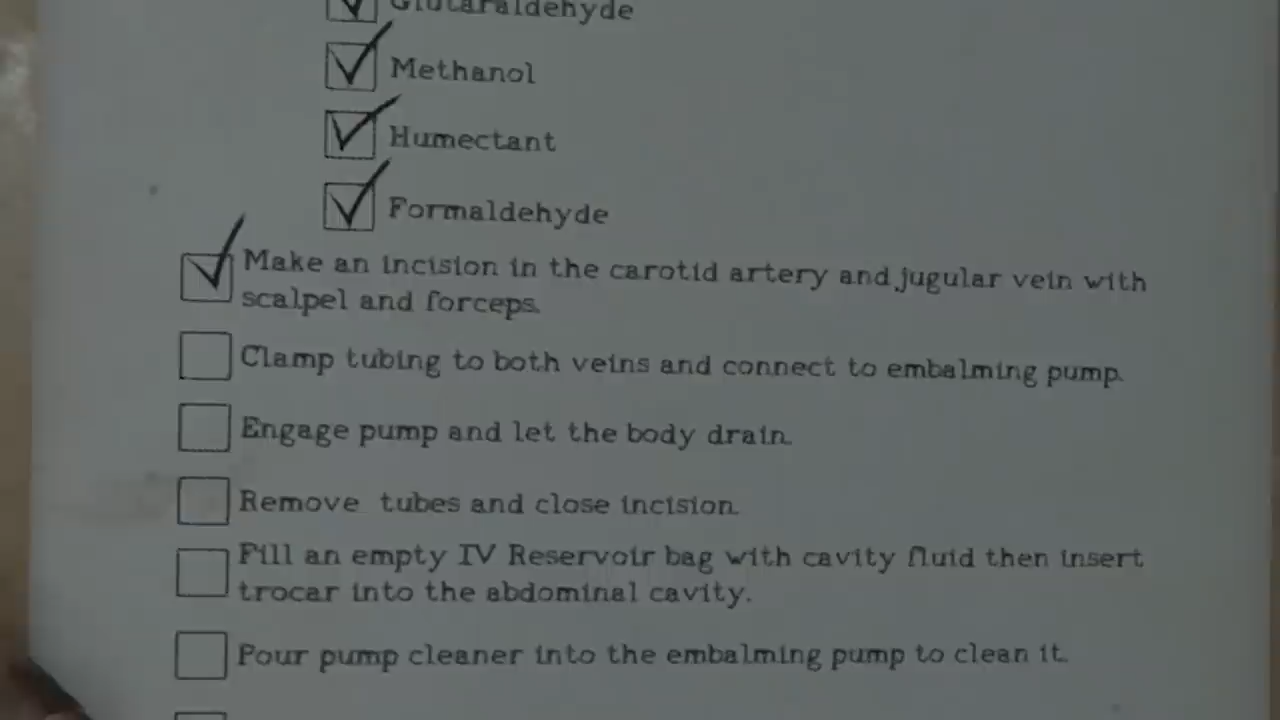 Glutaraldehyde
Methanol
Humectant
Formaldehyde
Make an incision in the carotid artery and jugular vein with
scalpel and forceps.
Clamp tubing to both veins and connect to embalming pump.
Engage pump and let the body drain.
Remove tubes and close incision.
Fill an empty IV Reservoir bag with cavity fluid then insert
trocar into the abdominal cavity.
Pour pump cleaner into the embalming pump to clean it.